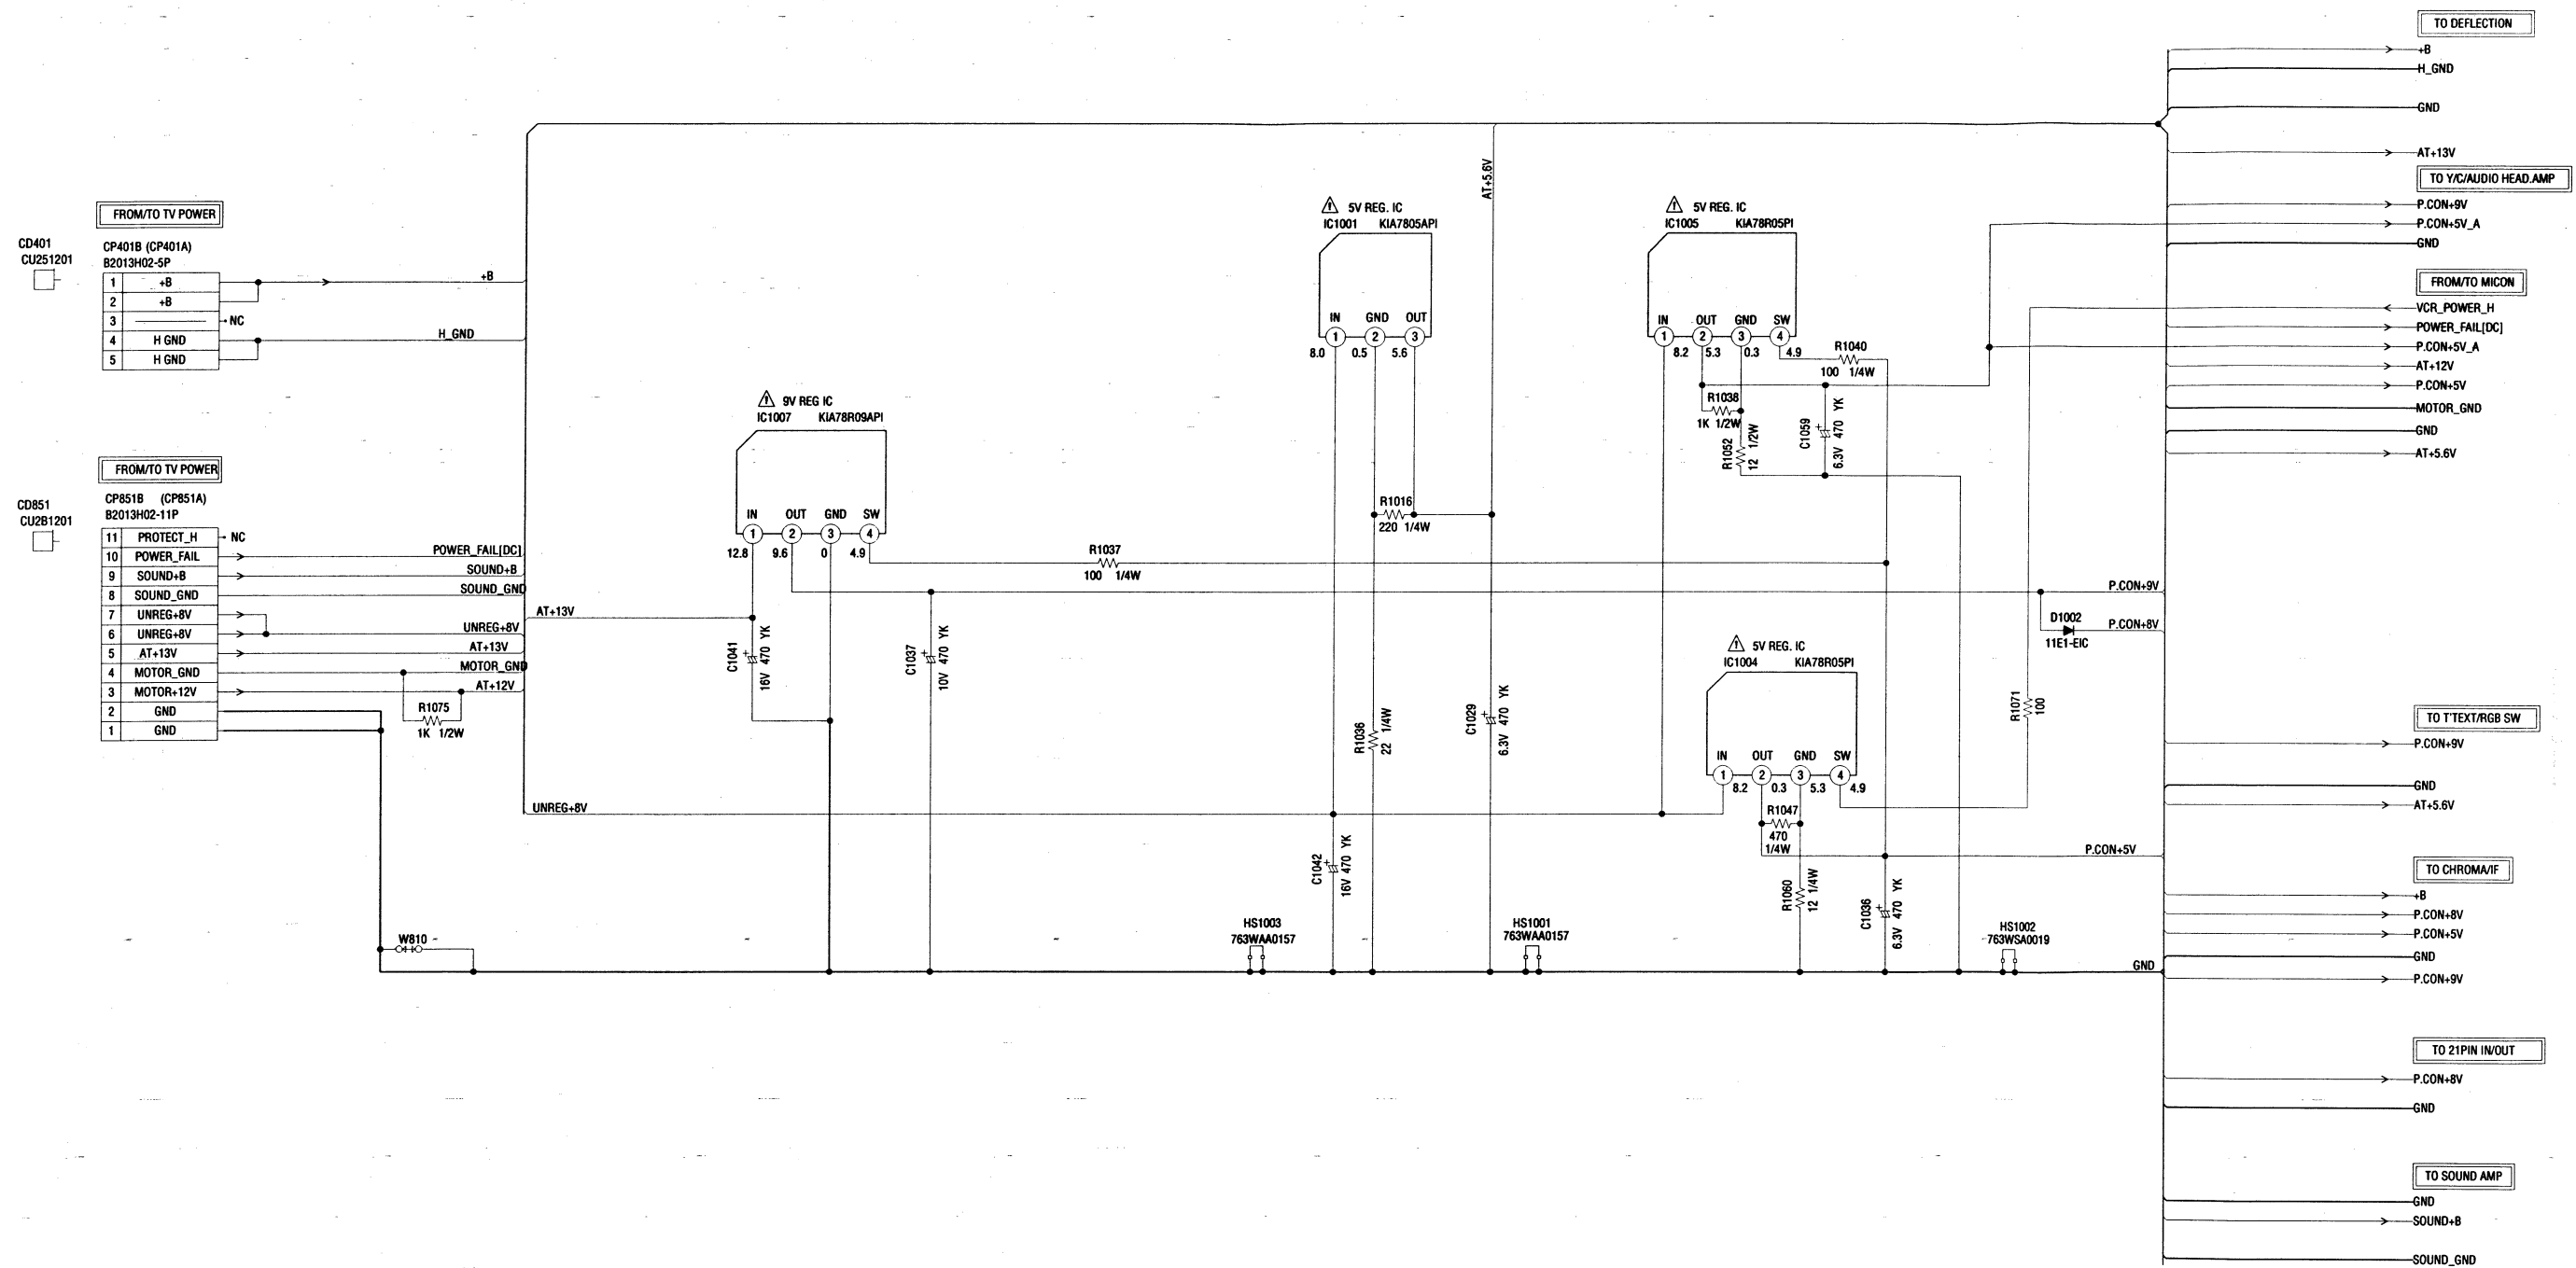 FROM/TO TV POWER
CD401
CU251201
CP401B (CP401A)
B2013H02-5P
1 +B
2 +B
3 NC
4 H GND
5 H GND
+B
H_GND
FROM/TO TV POWER
CD851
CU2B1201
CP851B (CP851A)
B2013H02-11P
11 PROTECT_H NC
10 POWER_FAIL POWER_FAIL[DC]
9 SOUND+B SOUND+B
8 SOUND_GND SOUND_GND
7 UNREG+8V
6 UNREG+8V UNREG+8V
5 AT+13V AT+13V
4 MOTOR_GND MOTOR_GND
3 MOTOR+12V AT+12V
2 GND
1 GND
R1075
1K 1/2W
W810
AT+13V
UNREG+8V
9V REG IC
IC1007 KIA78R09API
IN OUT GND SW
1 2 3 4
12.8 9.6 0 4.9
C1041
16V 470 YK
C1037
10V 470 YK
R1037
100 1/4W
5V REG. IC
IC1001 KIA7805API
IN GND OUT
1 2 3
8.0 0.5 5.6
AT+5.6V
R1016
220 1/4W
R1036
22 1/4W
C1029
6.3V 470 YK
C1042
16V 470 YK
HS1003
763WAA0157
HS1001
763WAA0157
5V REG. IC
IC1005 KIA78R05PI
IN OUT GND SW
1 2 3 4
8.2 5.3 0.3 4.9
R1040
100 1/4W
R1038
1K 1/2W
R1052
12 1/2W
C1059
6.3V 470 YK
5V REG. IC
IC1004 KIA78R05PI
IN OUT GND SW
1 2 3 4
8.2 0.3 5.3 4.9
R1047
470
1/4W
R1060
12 1/4W
C1036
6.3V 470 YK
R1071
100
HS1002
763WSA0019
P.CON+9V
D1002
11E1-EIC
P.CON+8V
P.CON+5V
GND
TO DEFLECTION
+B
H_GND
GND
AT+13V
TO Y/C/AUDIO HEAD.AMP
P.CON+9V
P.CON+5V_A
GND
FROM/TO MICON
VCR_POWER_H
POWER_FAIL[DC]
P.CON+5V_A
AT+12V
P.CON+5V
MOTOR_GND
GND
AT+5.6V
TO T'TEXT/RGB SW
P.CON+9V
GND
AT+5.6V
TO CHROMA/IF
+B
P.CON+8V
P.CON+5V
GND
P.CON+9V
TO 21PIN IN/OUT
P.CON+8V
GND
TO SOUND AMP
GND
SOUND+B
SOUND_GND